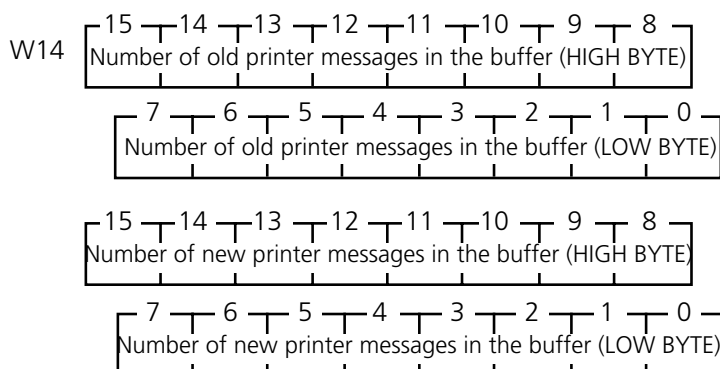 15 14 13 12 11 10 9 8
W14
Number of old printer messages in the buffer (HIGH BYTE)
7 6 5 4 3 2 1 0
Number of old printer messages in the buffer (LOW BYTE)
15 14 13 12 11 10 9 8
Number of new printer messages in the buffer (HIGH BYTE)
7 6 5 4 3 2 1 0
Number of new printer messages in the buffer (LOW BYTE)